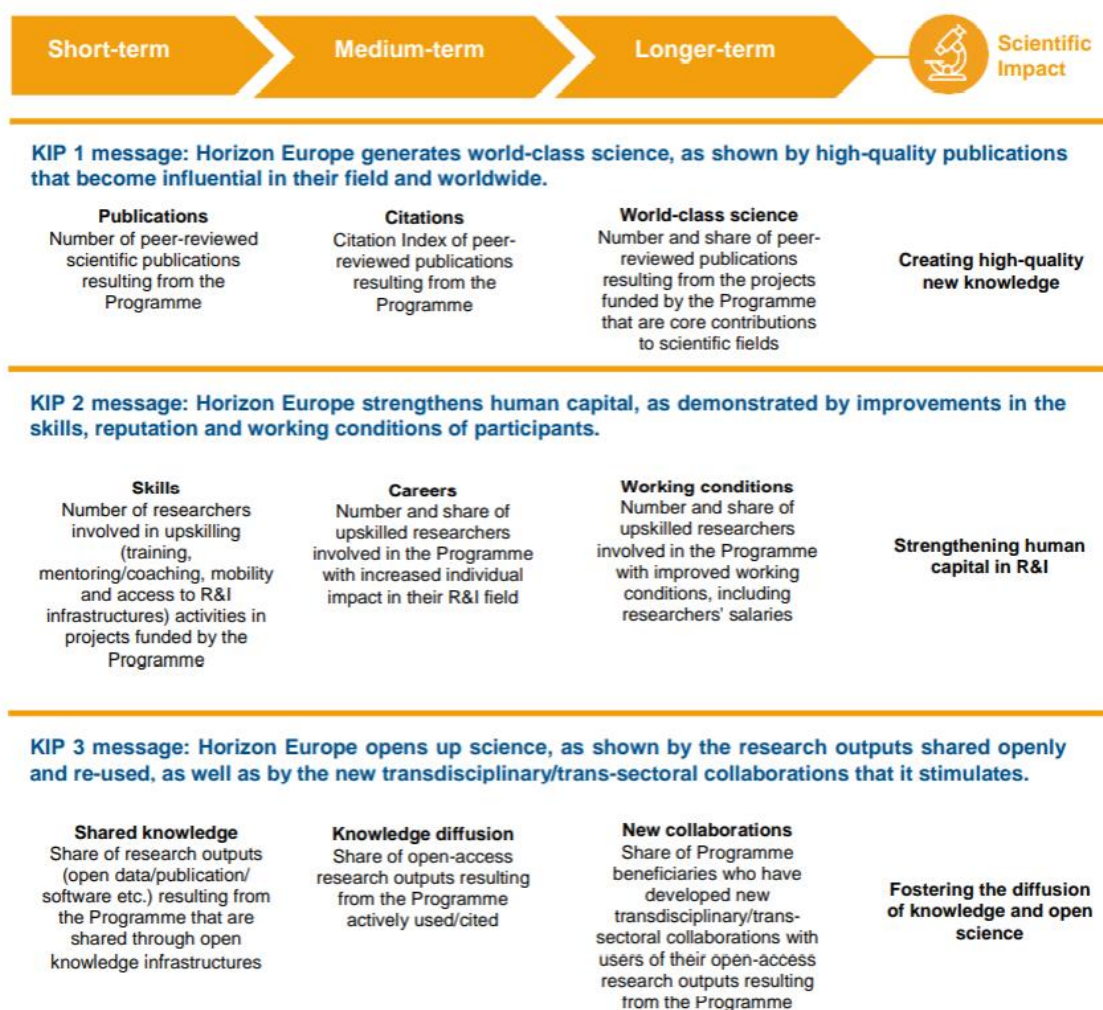 Short-term
Medium-term
Longer-term
Scientific
Impact
KIP 1 message: Horizon Europe generates world-class science, as shown by high-quality publications
that become influential in their field and worldwide.
Publications
Number of peer-reviewed
scientific publications
resulting from the
Programme
Citations
Citation Index of peer-
reviewed publications
resulting from the
Programme
World-class science
Number and share of peer-
reviewed publications
resulting from the projects
funded by the Programme
that are core contributions
to scientific fields
Creating high-quality
new knowledge
KIP 2 message: Horizon Europe strengthens human capital, as demonstrated by improvements in the
skills, reputation and working conditions of participants.
Skills
Number of researchers
involved in upskilling
(training,
mentoring/coaching, mobility
and access to R&I
infrastructures) activities in
projects funded by the
Programme
Careers
Number and share of
upskilled researchers
involved in the Programme
with increased individual
impact in their R&I field
Working conditions
Number and share of
upskilled researchers
involved in the Programme
with improved working
conditions, including
researchers' salaries
Strengthening human
capital in R&I
KIP 3 message: Horizon Europe opens up science, as shown by the research outputs shared openly
and re-used, as well as by the new transdisciplinary/trans-sectoral collaborations that it stimulates.
Shared knowledge
Share of research outputs
(open data/publication/
software etc.) resulting from
the Programme that are
shared through open
knowledge infrastructures
Knowledge diffusion
Share of open-access
research outputs resulting
from the Programme
actively used/cited
New collaborations
Share of Programme
beneficiaries who have
developed new
transdisciplinary/trans-
sectoral collaborations with
users of their open-access
research outputs resulting
from the Programme
Fostering the diffusion
of knowledge and open
science